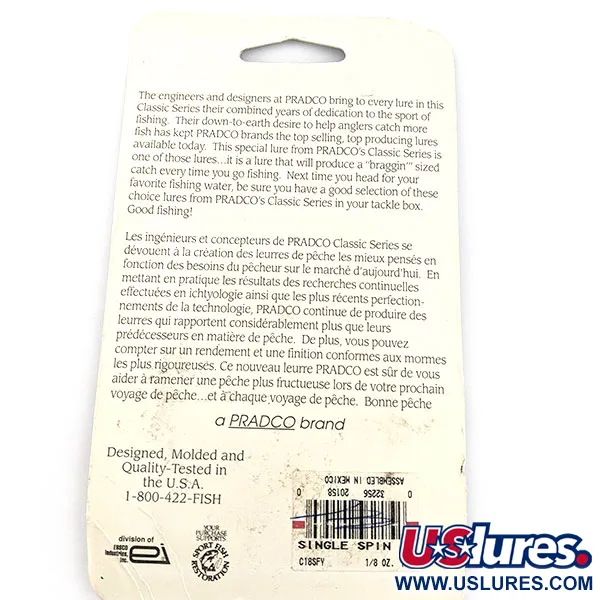 The engineers and designers at PRADCO bring to every lure in this
Classic Series their combined years of dedication to the sport of
fishing. Their down-to-earth desire to help anglers catch more
fish has kept PRADCO brands the top selling, top producing lures
available today. This special lure from PRADCO's Classic Series is
one of those lures...it is a lure that will produce a "braggin'" sized
catch every time you go fishing. Next time you head for your
favorite fishing water, be sure you have a good selection of these
choice lures from PRADCO's Classic Series in your tackle box.
Good fishing!
Les ingénieurs et concepteurs de PRADCO Classic Series se
dévouent à la création des leurres de pêche les mieux pensés en
fonction des besoins du pêcheur sur le marché d'aujourd'hui. En
mettant en pratique les résultats des recherches continuelles
effectuées en ichtyologie ainsi que les plus récents perfection-
nements de la technologie, PRADCO continue de produire des
leurres qui rapportent considérablement plus que leurs
prédécesseurs en matière de pêche. De plus, vous pouvez
compter sur un rendement et une finition conformes aux mormes
les plus rigoureuses. Ce nouveau leurre PRADCO est sûr de vous
aider à ramener une pêche plus fructueuse lors de votre prochain
voyage de pêche...et à chaque voyage de pêche. Bonne pêche
a PRADCO brand
Designed, Molded and
Quality-Tested in
the U.S.A.
1-800-422-FISH
division of
EBSCO
Industries,
Inc.
ei
YOUR
PURCHASE
SUPPORTS
SPORT FISH
RESTORATION
ASSEMBLED IN MEXICO
0 32256 20158 0
SINGLE SPIN
C18SFY 1/8 OZ.
USlures.
WWW.USLURES.COM